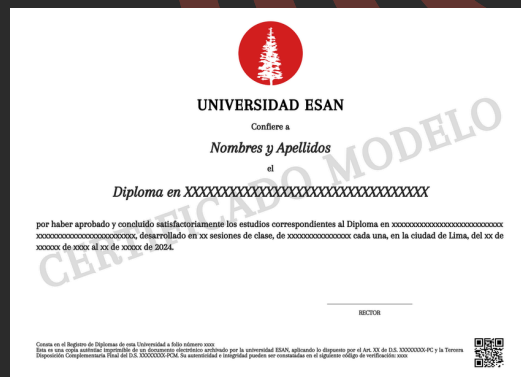 UNIVERSIDAD ESAN
Confiere a
Nombres y Apellidos
el
Diploma en XXXXXXXXXXXXXXXXXXXXXXXXXXXXXXXX
por haber aprobado y concluido satisfactoriamente los estudios correspondientes al Diploma en xxxxxxxxxxxxxxxxxxxxxxxxxxxx
xxxxxxxxxxxxxxxxxxxxxxxxx, desarrollado en xx sesiones de clase, de xxxxxxxxxxxxxxxx cada una, en la ciudad de Lima, del xx de
xxxxxx de xxxx al xx de xxxxx de 2024.
CERTIFICADO MODELO
RECTOR
Consta en el Registro de Diplomas de esta Universidad a folio número xxxx
Esta es una copia auténtica imprimible de un documento electrónico archivado por la universidad ESAN, aplicando lo dispuesto por el Art. XX de D.S. XXXXXXXX-PC y la Tercera
Disposición Complementaria Final del D.S. XXXXXXXX-PCM. Su autenticidad e integridad pueden ser constatadas en el siguiente código de verificación: xxxx